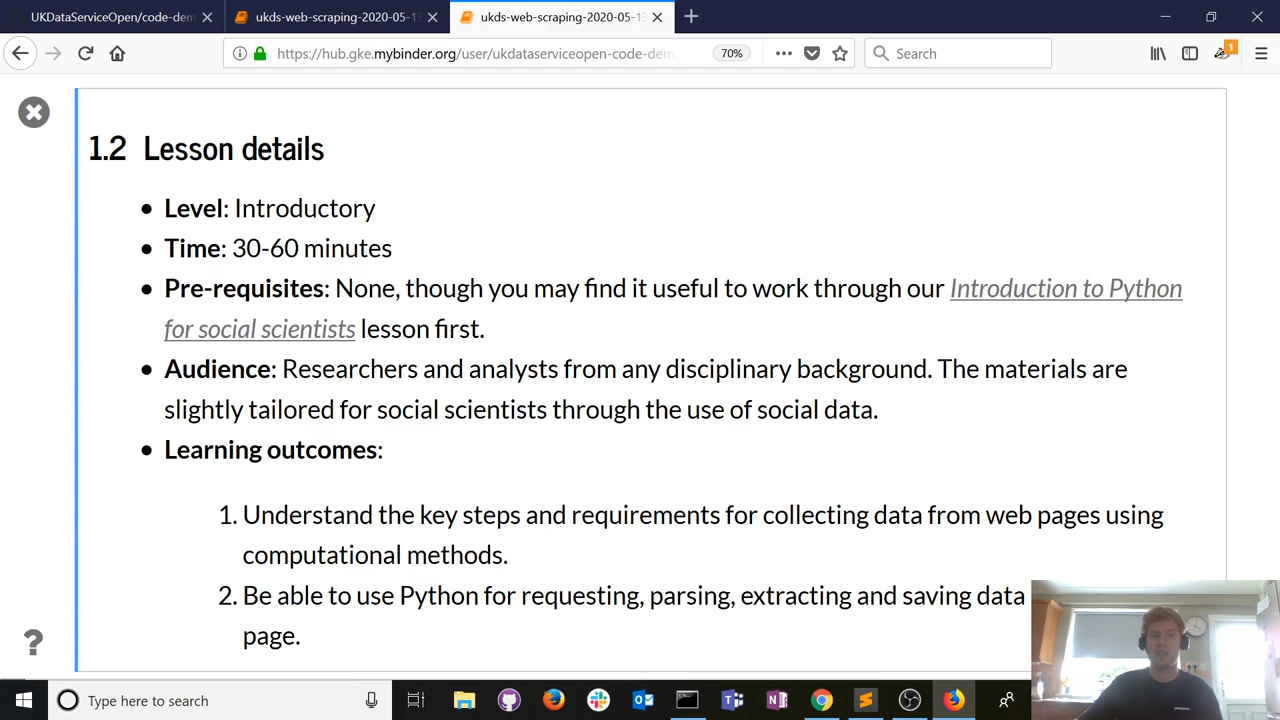 UKDataServiceOpen/code-dem
ukds-web-scraping-2020-05-13
ukds-web-scraping-2020-05-13
https://hub.gke.mybinder.org/user/ukdataserviceopen-code-dem
70%
Search
1
1.2 Lesson details
• Level: Introductory
• Time: 30-60 minutes
• Pre-requisites: None, though you may find it useful to work through our Introduction to Python
for social scientists lesson first.
• Audience: Researchers and analysts from any disciplinary background. The materials are
slightly tailored for social scientists through the use of social data.
• Learning outcomes:
1. Understand the key steps and requirements for collecting data from web pages using
computational methods.
2. Be able to use Python for requesting, parsing, extracting and saving data
page.
?
Type here to search